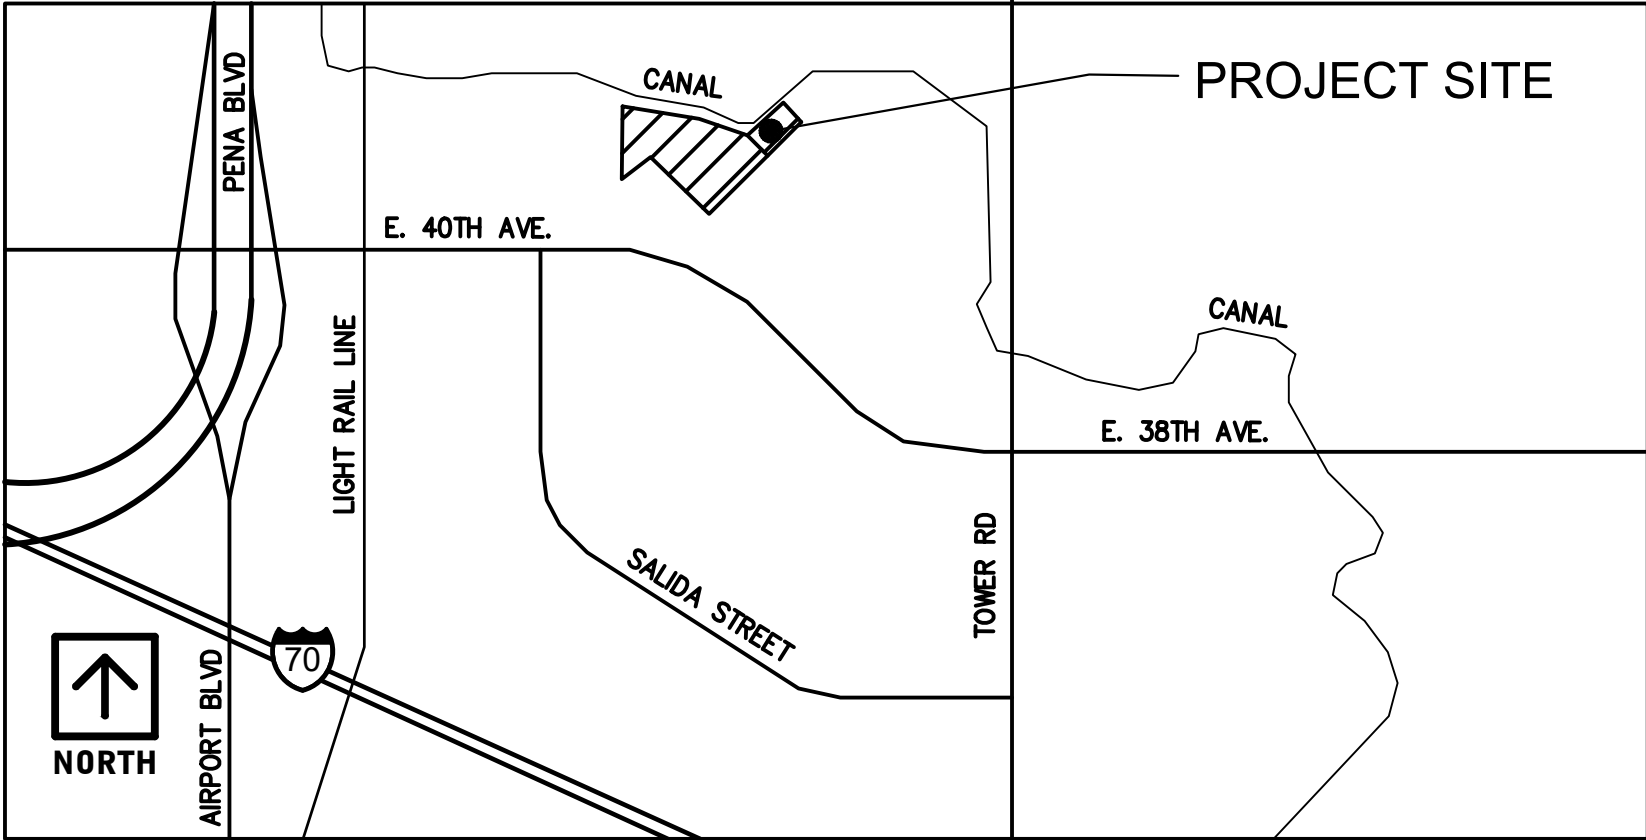 PROJECT SITE
CANAL
PENA BLVD
E. 40TH AVE.
CANAL
LIGHT RAIL LINE
E. 38TH AVE.
SALIDA STREET
TOWER RD
70
AIRPORT BLVD
NORTH